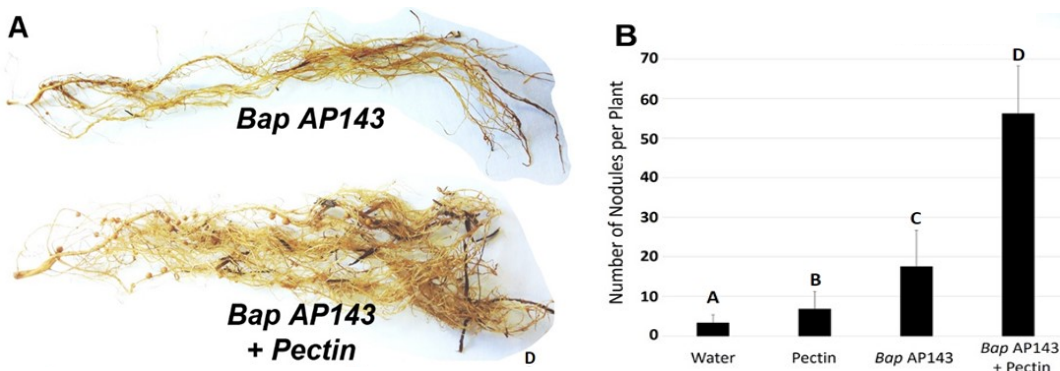 A
Bap AP143
Bap AP143
+ Pectin
D
B
Number of Nodules per Plant
70
60
50
40
30
20
10
0
A
B
C
D
Water
Pectin
Bap AP143
Bap AP143
+ Pectin